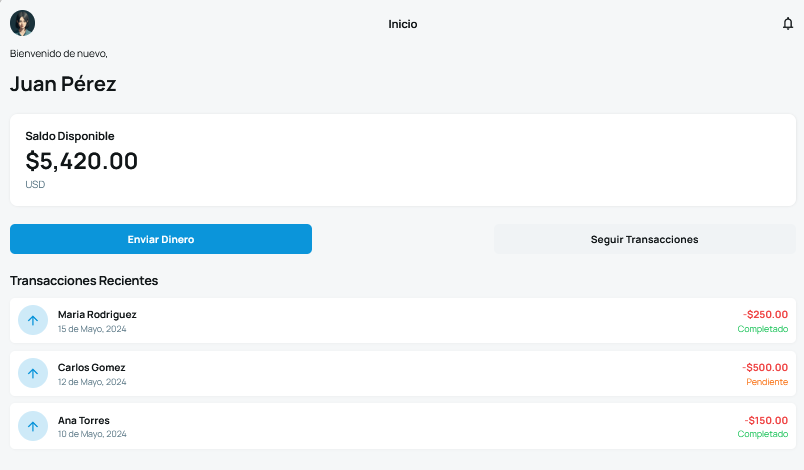 Inicio
Bienvenido de nuevo,
Juan Pérez
Saldo Disponible
$5,420.00
USD
Enviar Dinero
Seguir Transacciones
Transacciones Recientes
Maria Rodriguez
-$250.00
15 de Mayo, 2024
Completado
Carlos Gomez
-$500.00
12 de Mayo, 2024
Pendiente
Ana Torres
-$150.00
10 de Mayo, 2024
Completado